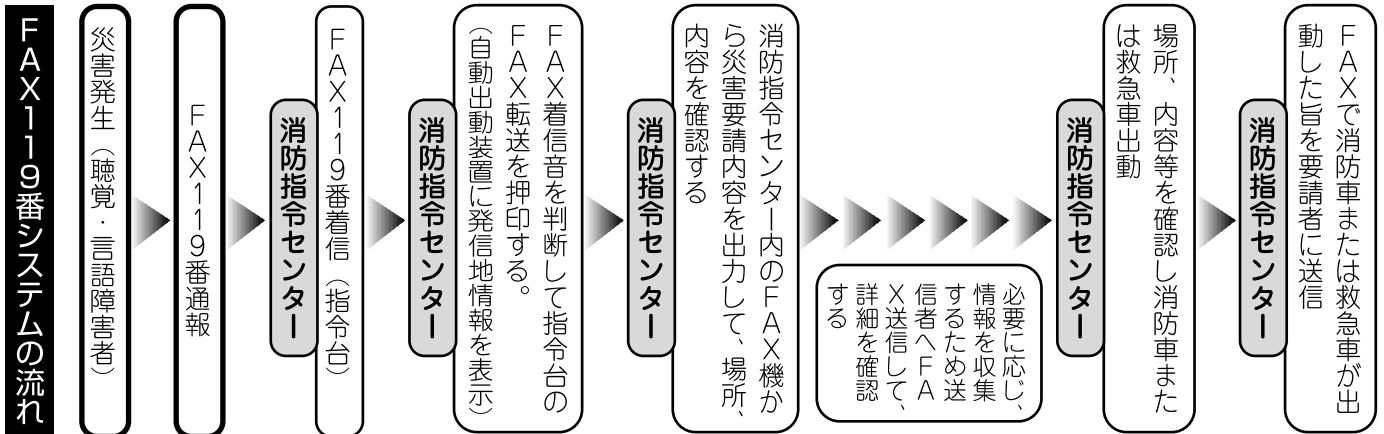 FAX119番システムの流れ
災害発生（聴覚・言語障害者）
FAX119番通報
消防指令センター
FAX119番着信（指令台）
消防指令センター
FAX着信音を判断して指令台の
FAX転送を押印する。
（自動出動装置に発信地情報を表示）
消防指令センター
消防指令センター内のFAX機か
ら災害要請内容を出力して、場所、
内容を確認する
必要に応じ、
情報を収集
するため送
信者へFA
X送信して、
詳細を確認
する
消防指令センター
場所、内容等を確認し消防車また
は救急車出動
消防指令センター
FAXで消防車または救急車が出
動した旨を要請者に送信